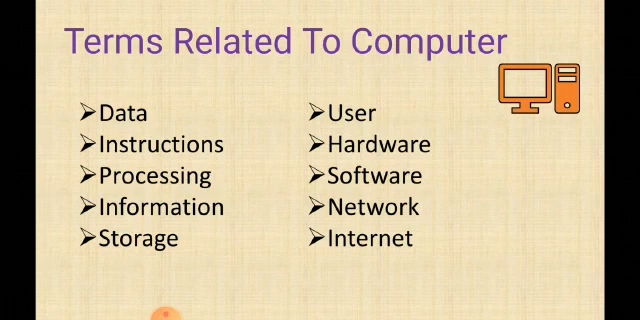 Terms Related To Computer
➢Data
➢Instructions
➢Processing
➢Information
➢Storage
➢User
➢Hardware
➢Software
➢Network
➢Internet